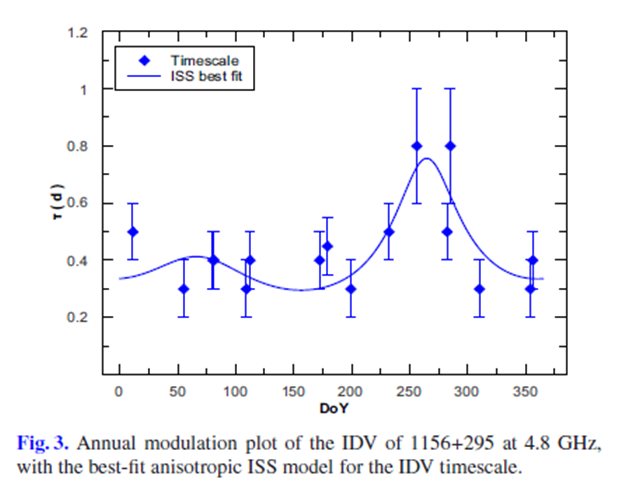 1.2
1
0.8
0.6
0.4
0.2
τ ( d )
Timescale
ISS best fit
0 50 100 150 200 250 300 350
DoY
Fig. 3. Annual modulation plot of the IDV of 1156+295 at 4.8 GHz,
with the best-fit anisotropic ISS model for the IDV timescale.